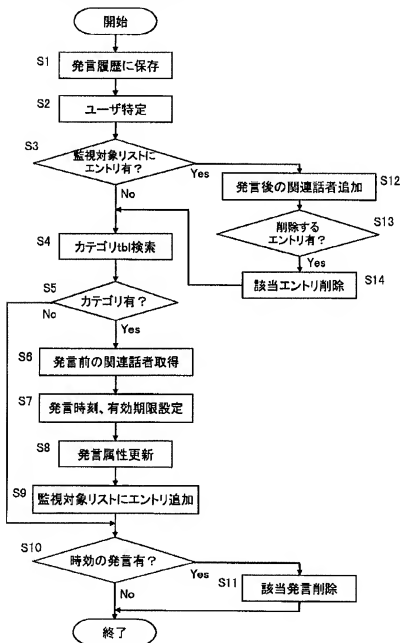 開始
S1
発言履歴に保存
S2
ユーザ特定
S3
監視対象リストに
エントリ有?
Yes
No
S12
発言後の関連話者追加
S13
削除する
エントリ有?
Yes
S14
該当エントリ削除
S4
カテゴリtbl検索
S5
カテゴリ有?
No
Yes
S6
発言前の関連話者取得
S7
発言時刻、有効期限設定
S8
発言属性更新
S9
監視対象リストにエントリ追加
S10
時効の発言有?
Yes
No
S11
該当発言削除
終了